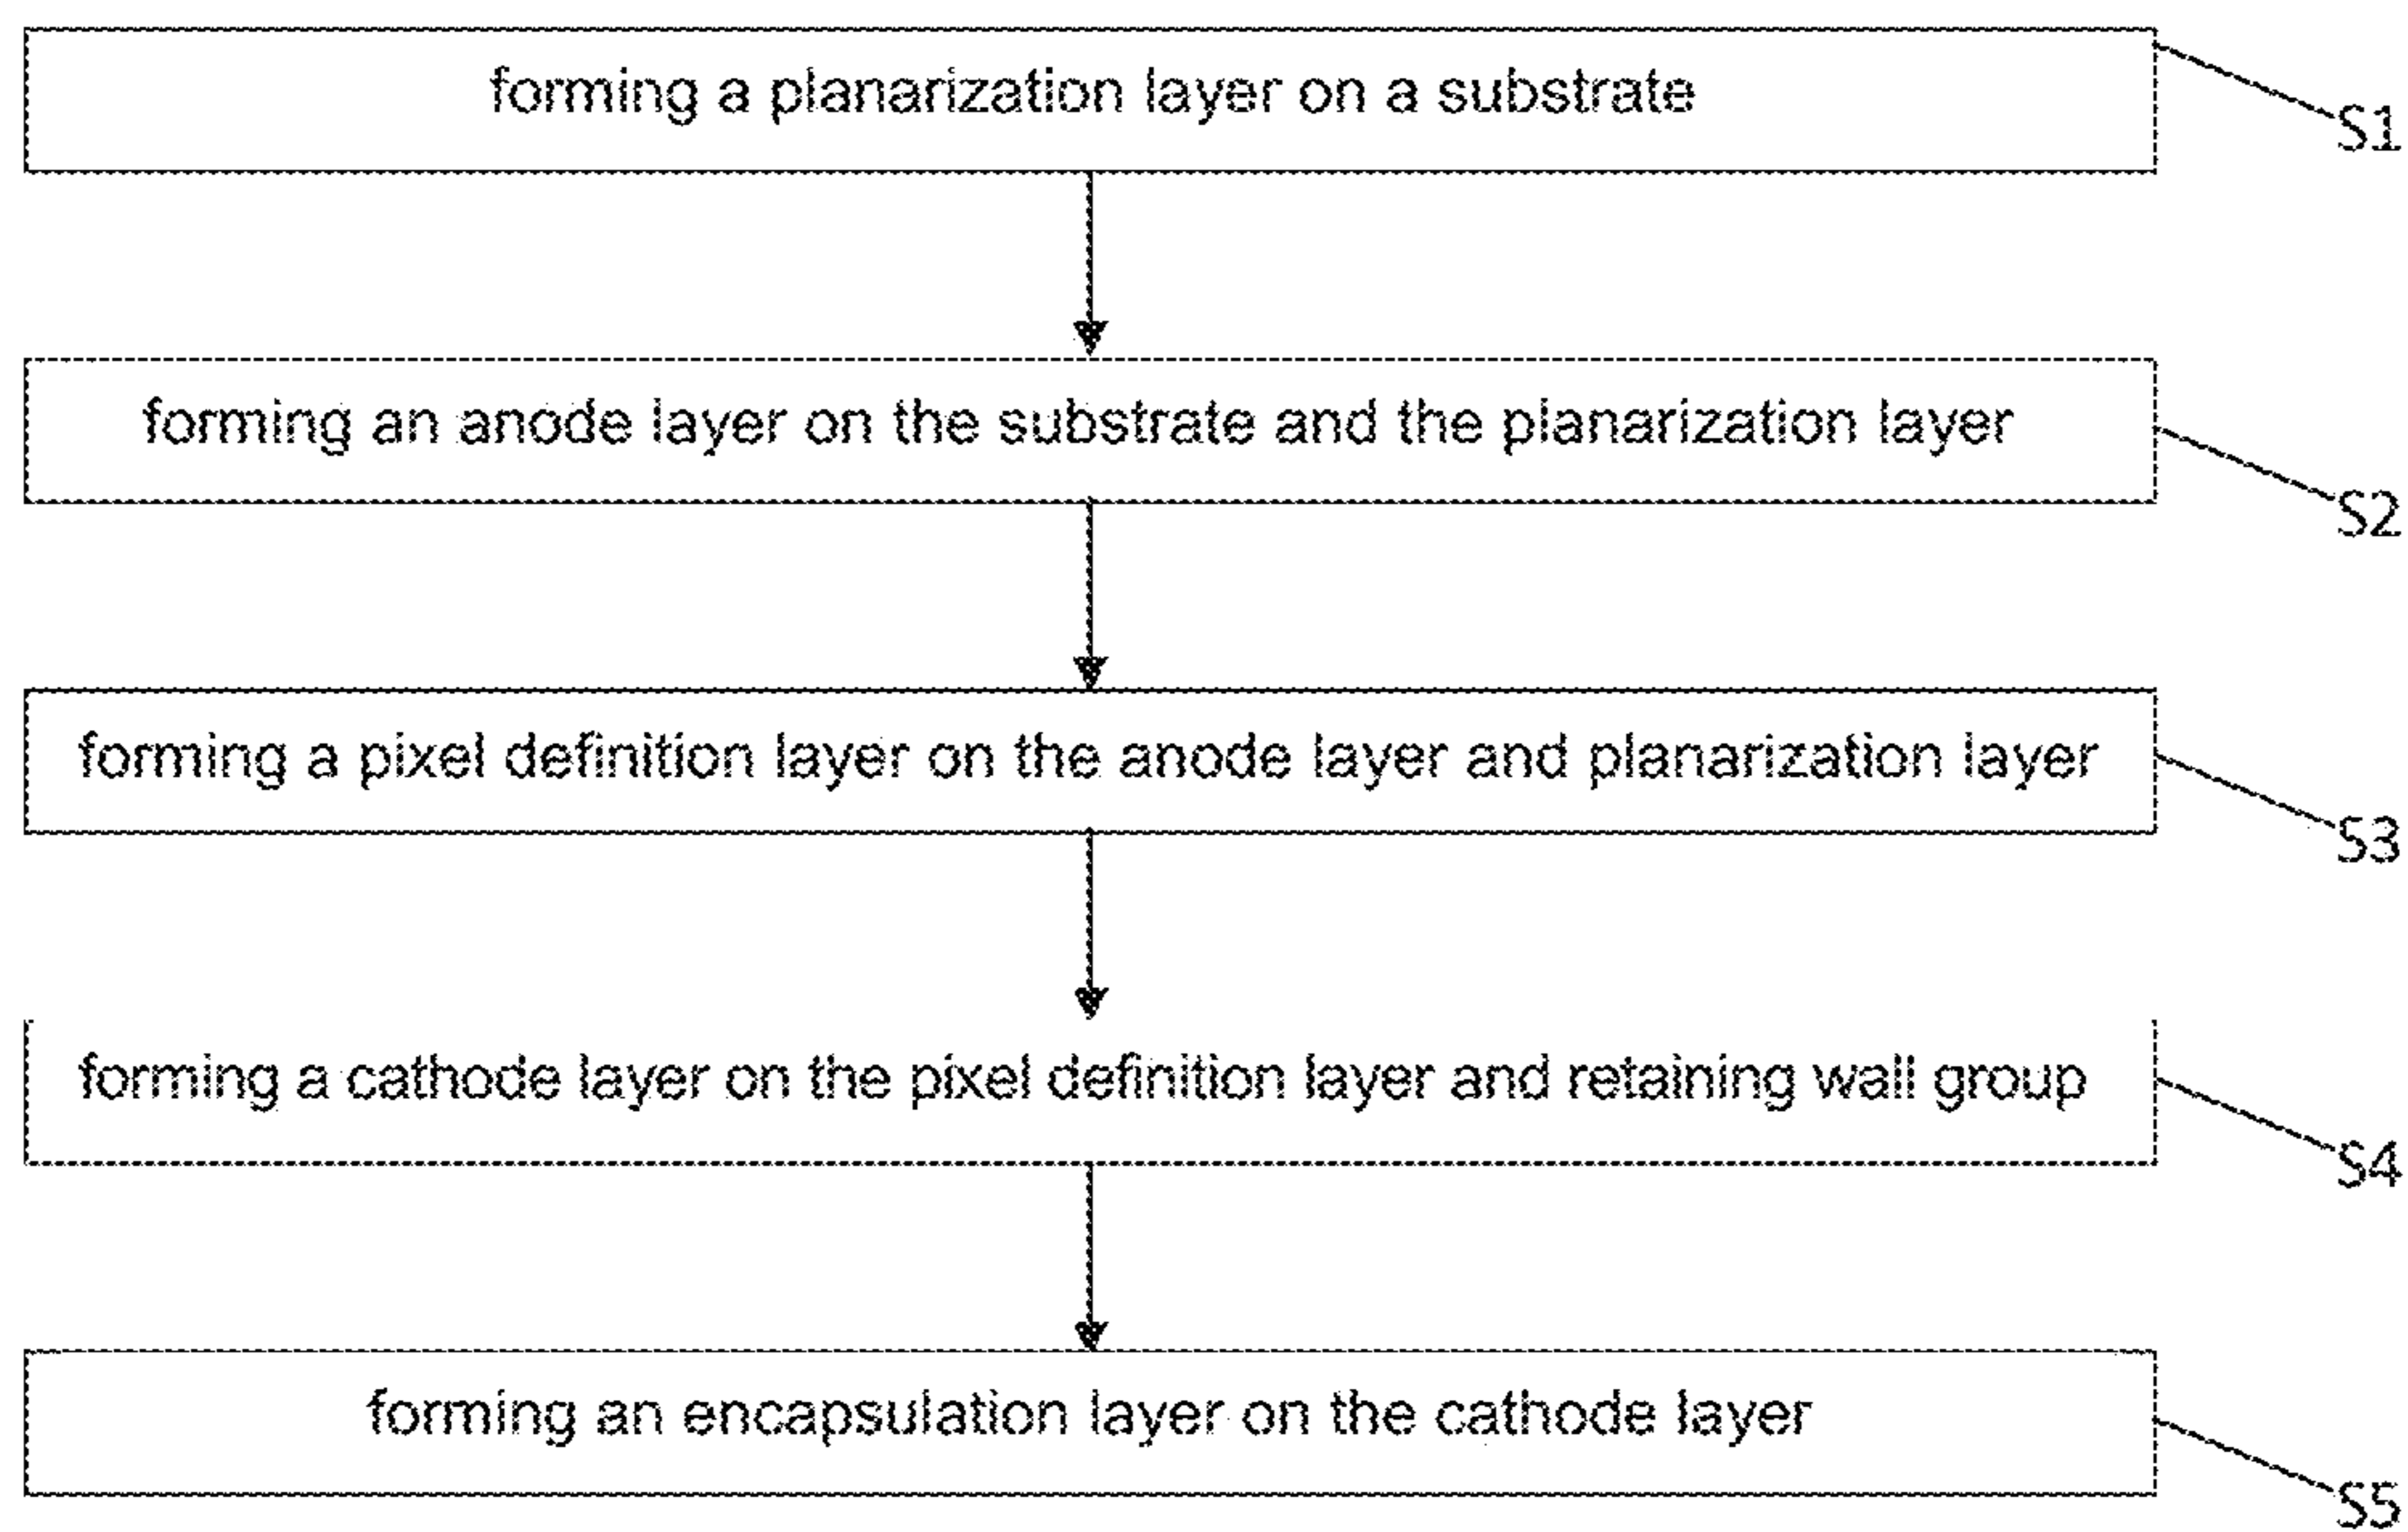 forming a planarization layer on a substrate
S1
forming an anode layer on the substrate and the planarization layer
S2
forming a pixel definition layer on the anode layer and planarization layer
S3
forming a cathode layer on the pixel definition layer and retaining wall group
S4
forming an encapsulation layer on the cathode layer
S5